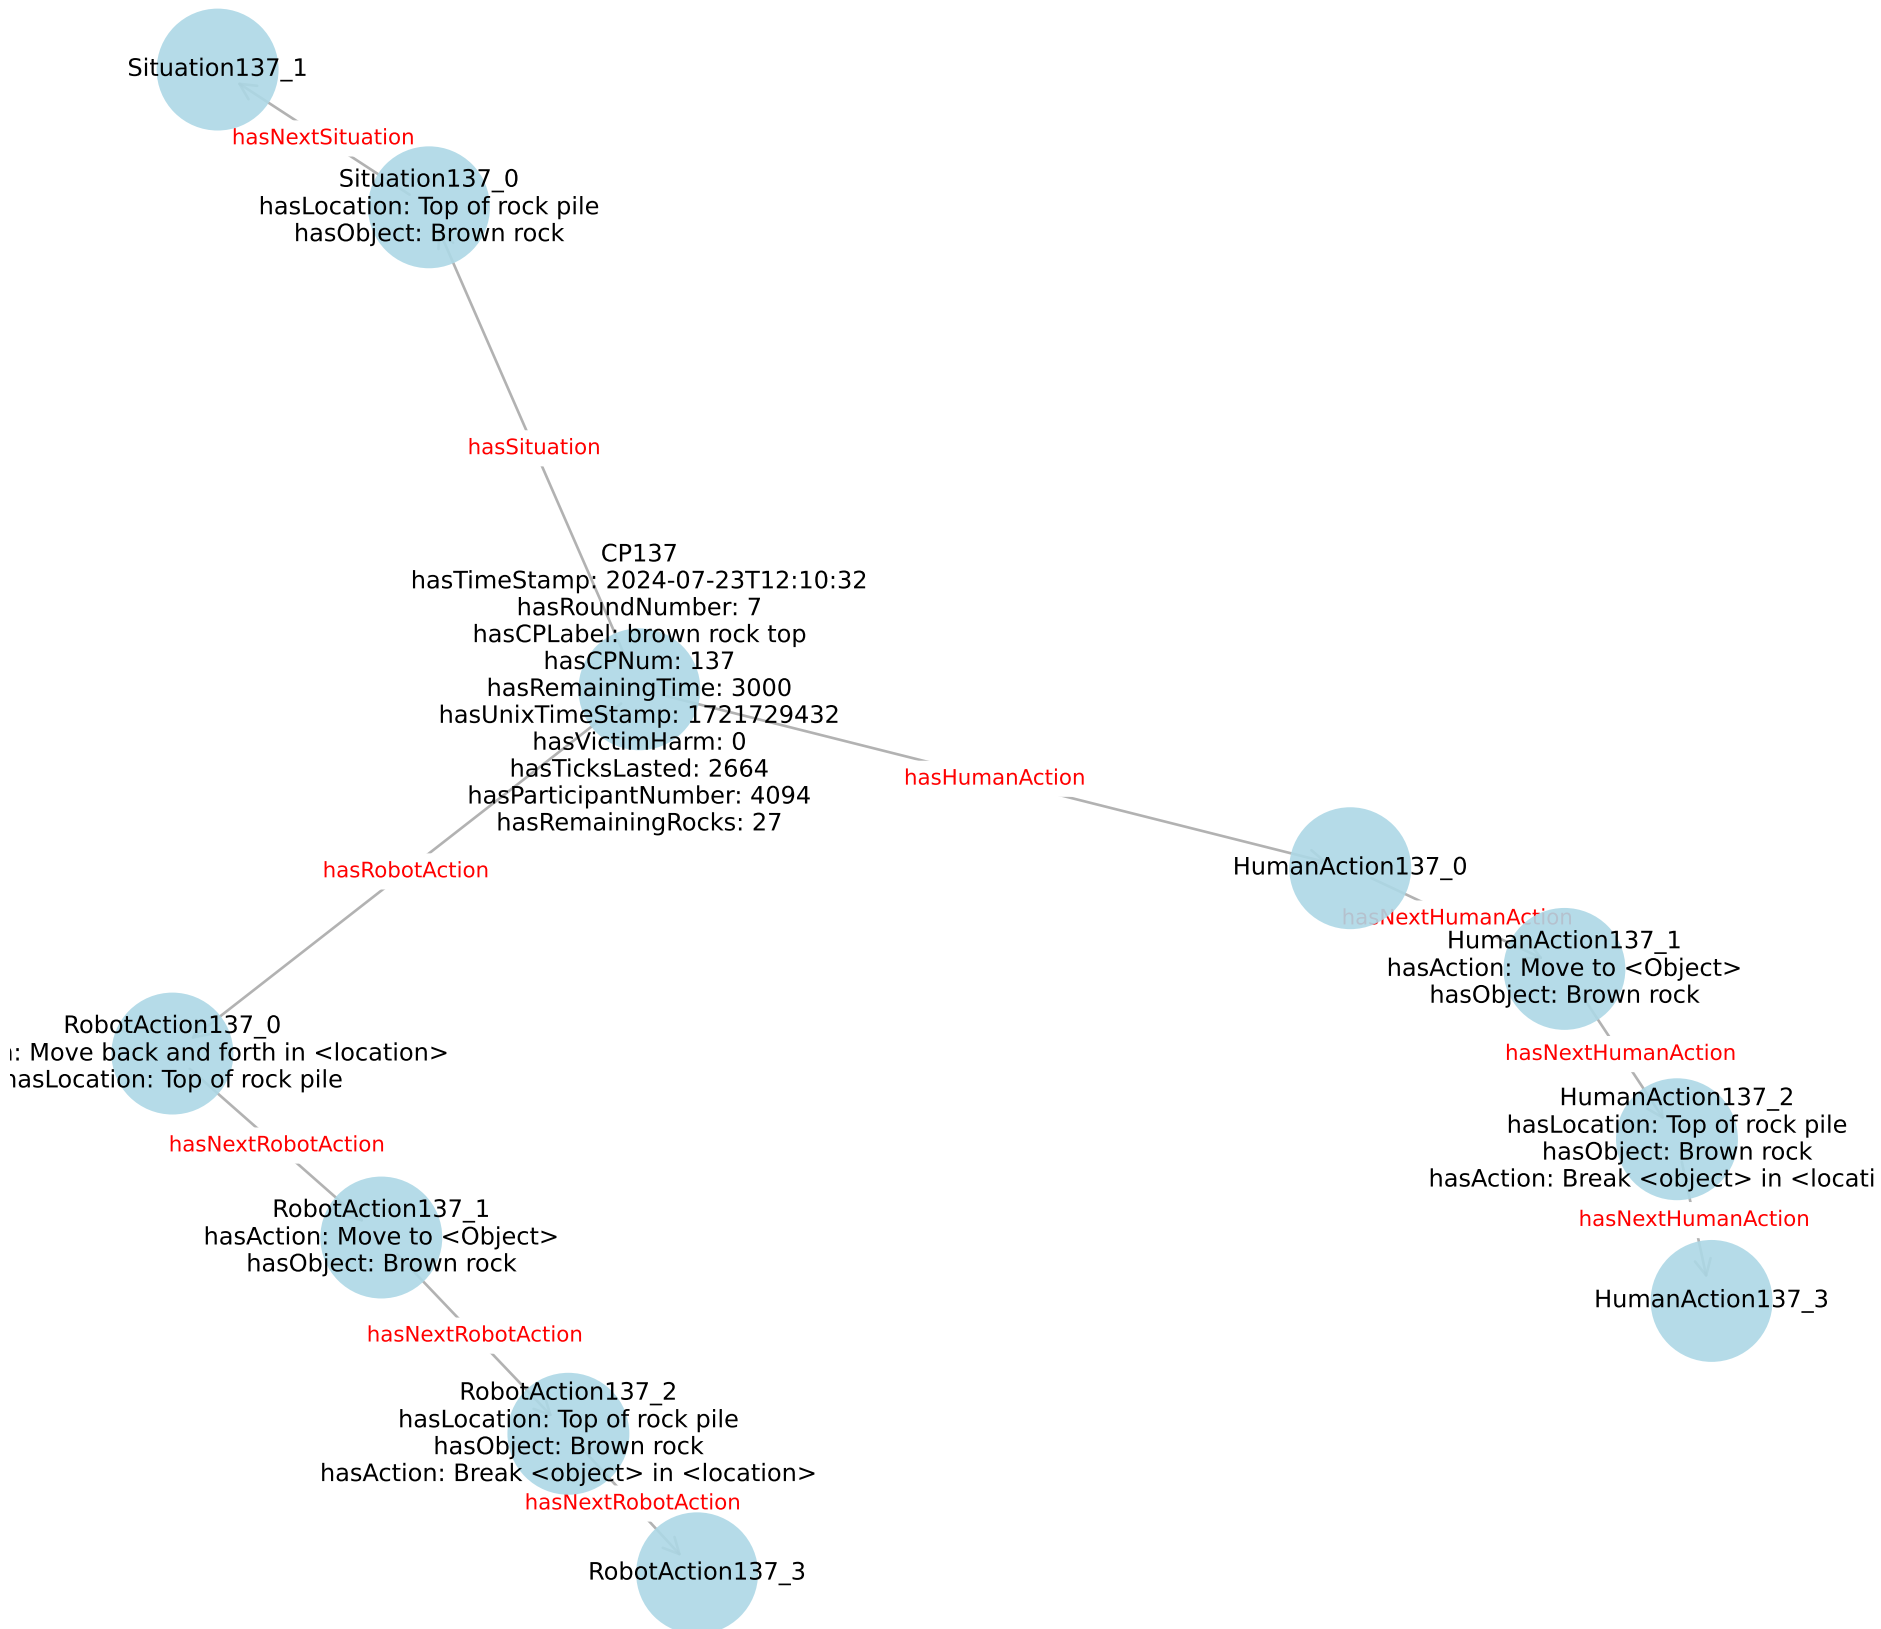 Situation137_1
hasNextSituation
Situation137_0
hasLocation: Top of rock pile
hasObject: Brown rock
hasSituation
CP137
hasTimeStamp: 2024-07-23T12:10:32
hasRoundNumber: 7
hasCPLabel: brown rock top
hasCPNum: 137
hasRemainingTime: 3000
hasUnixTimeStamp: 1721729432
hasVictimHarm: 0
hasTicksLasted: 2664
hasParticipantNumber: 4094
hasRemainingRocks: 27
hasHumanAction
HumanAction137_0
hasNextHumanAction
HumanAction137_1
hasAction: Move to <Object>
hasObject: Brown rock
hasNextHumanAction
HumanAction137_2
hasLocation: Top of rock pile
hasObject: Brown rock
hasAction: Break <object> in <locati
hasNextHumanAction
HumanAction137_3
hasRobotAction
RobotAction137_0
: Move back and forth in <location>
hasLocation: Top of rock pile
hasNextRobotAction
RobotAction137_1
hasAction: Move to <Object>
hasObject: Brown rock
hasNextRobotAction
RobotAction137_2
hasLocation: Top of rock pile
hasObject: Brown rock
hasAction: Break <object> in <location>
hasNextRobotAction
RobotAction137_3